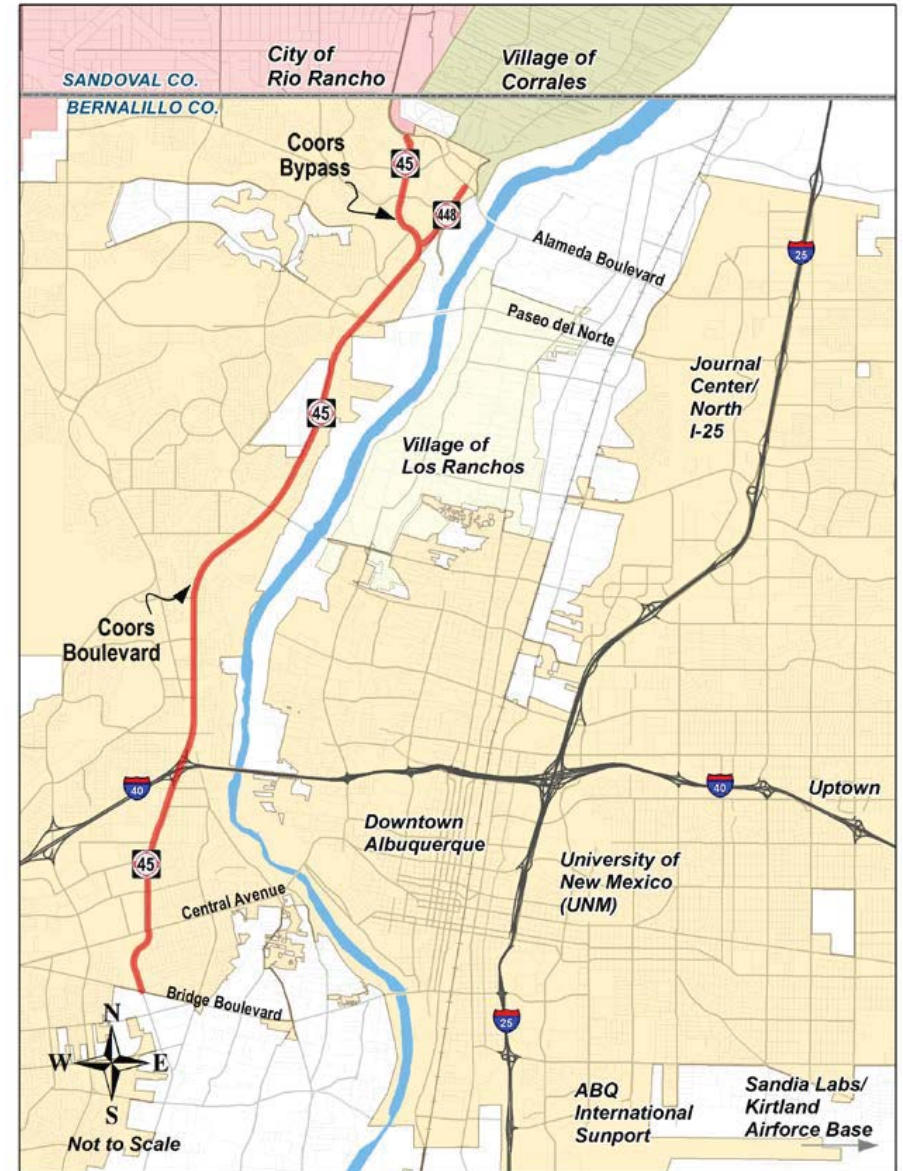 City of
Rio Rancho
Village of
Corrales
SANDOVAL CO.
BERNALILLO CO.
Coors
Bypass
45
448
Alameda Boulevard
25
Paseo del Norte
Journal
Center/
North
I-25
45
Village of
Los Ranchos
Coors
Boulevard
40
40
Uptown
Downtown
Albuquerque
45
University of
New Mexico
(UNM)
Central Avenue
Bridge Boulevard
25
N
W
E
S
Not to Scale
ABQ
International
Sunport
Sandia Labs/
Kirtland
Airforce Base